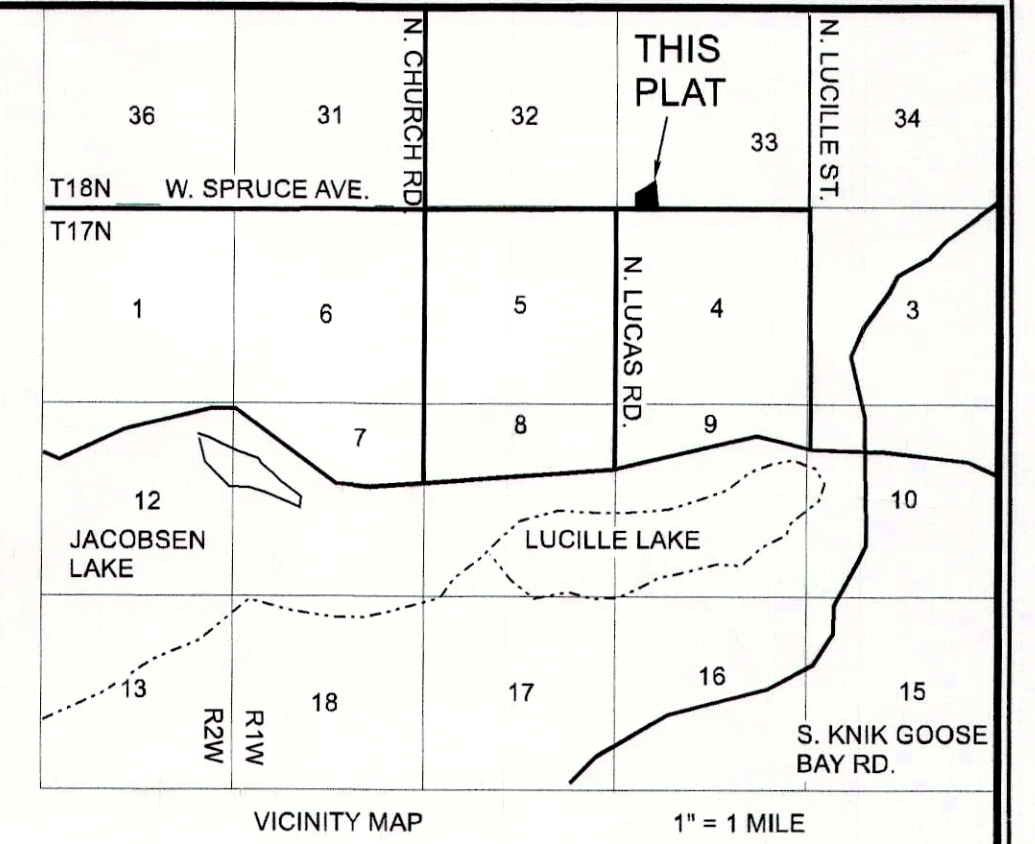 N. CHURCH RD.
THIS
PLAT
N. LUCILLE ST.
36
31
32
33
34
T18N
W. SPRUCE AVE.
T17N
N. LUCAS RD.
1
6
5
4
3
7
8
9
12
10
JACOBSEN
LAKE
LUCILLE LAKE
13
18
17
16
15
R2W
R1W
S. KNIK GOOSE
BAY RD.
VICINITY MAP
1" = 1 MILE